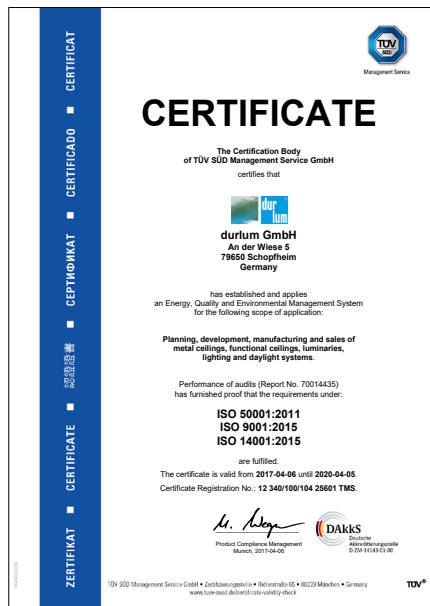 ZERTIFIKAT ■ CERTIFICATE ■ 認證證書 ■ СЕРТИФИКАТ ■ CERTIFICADO ■ CERTIFICAT
TÜV
SÜD
Management Service
CERTIFICATE
The Certification Body
of TÜV SÜD Management Service GmbH
certifies that
dur
lum
durlum GmbH
An der Wiese 5
79650 Schopfheim
Germany
has established and applies
an Energy, Quality and Environmental Management System
for the following scope of application:
Planning, development, manufacturing and sales of
metal ceilings, functional ceilings, luminaries,
lighting and daylight systems.
Performance of audits (Report No. 70014435)
has furnished proof that the requirements under:
ISO 50001:2011
ISO 9001:2015
ISO 14001:2015
are fulfilled.
The certificate is valid from 2017-04-06 until 2020-04-05.
Certificate Registration No.: 12 340/100/104 25601 TMS.
Product Compliance Management
Munich, 2017-04-06
DAkkS
Deutsche
Akkreditierungsstelle
D-ZM-14143-01-00
TÜV SÜD Management Service GmbH • Zertifizierungsstelle • Ridlerstraße 65 • 80339 München • Germany
www.tuev-sued.de/certificate-validity-check
TÜV®